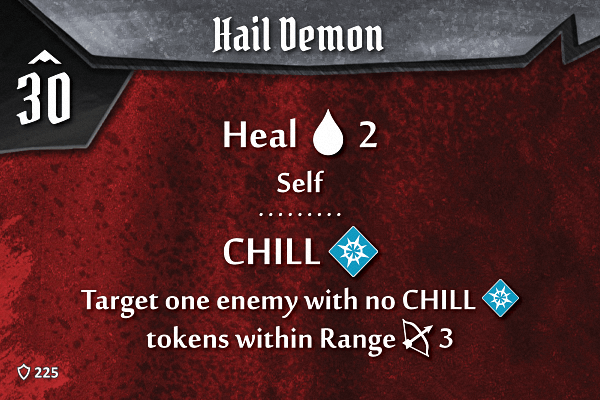 Hail Demon
30
Heal 2
Self
CHILL
Target one enemy with no CHILL
tokens within Range 3
225